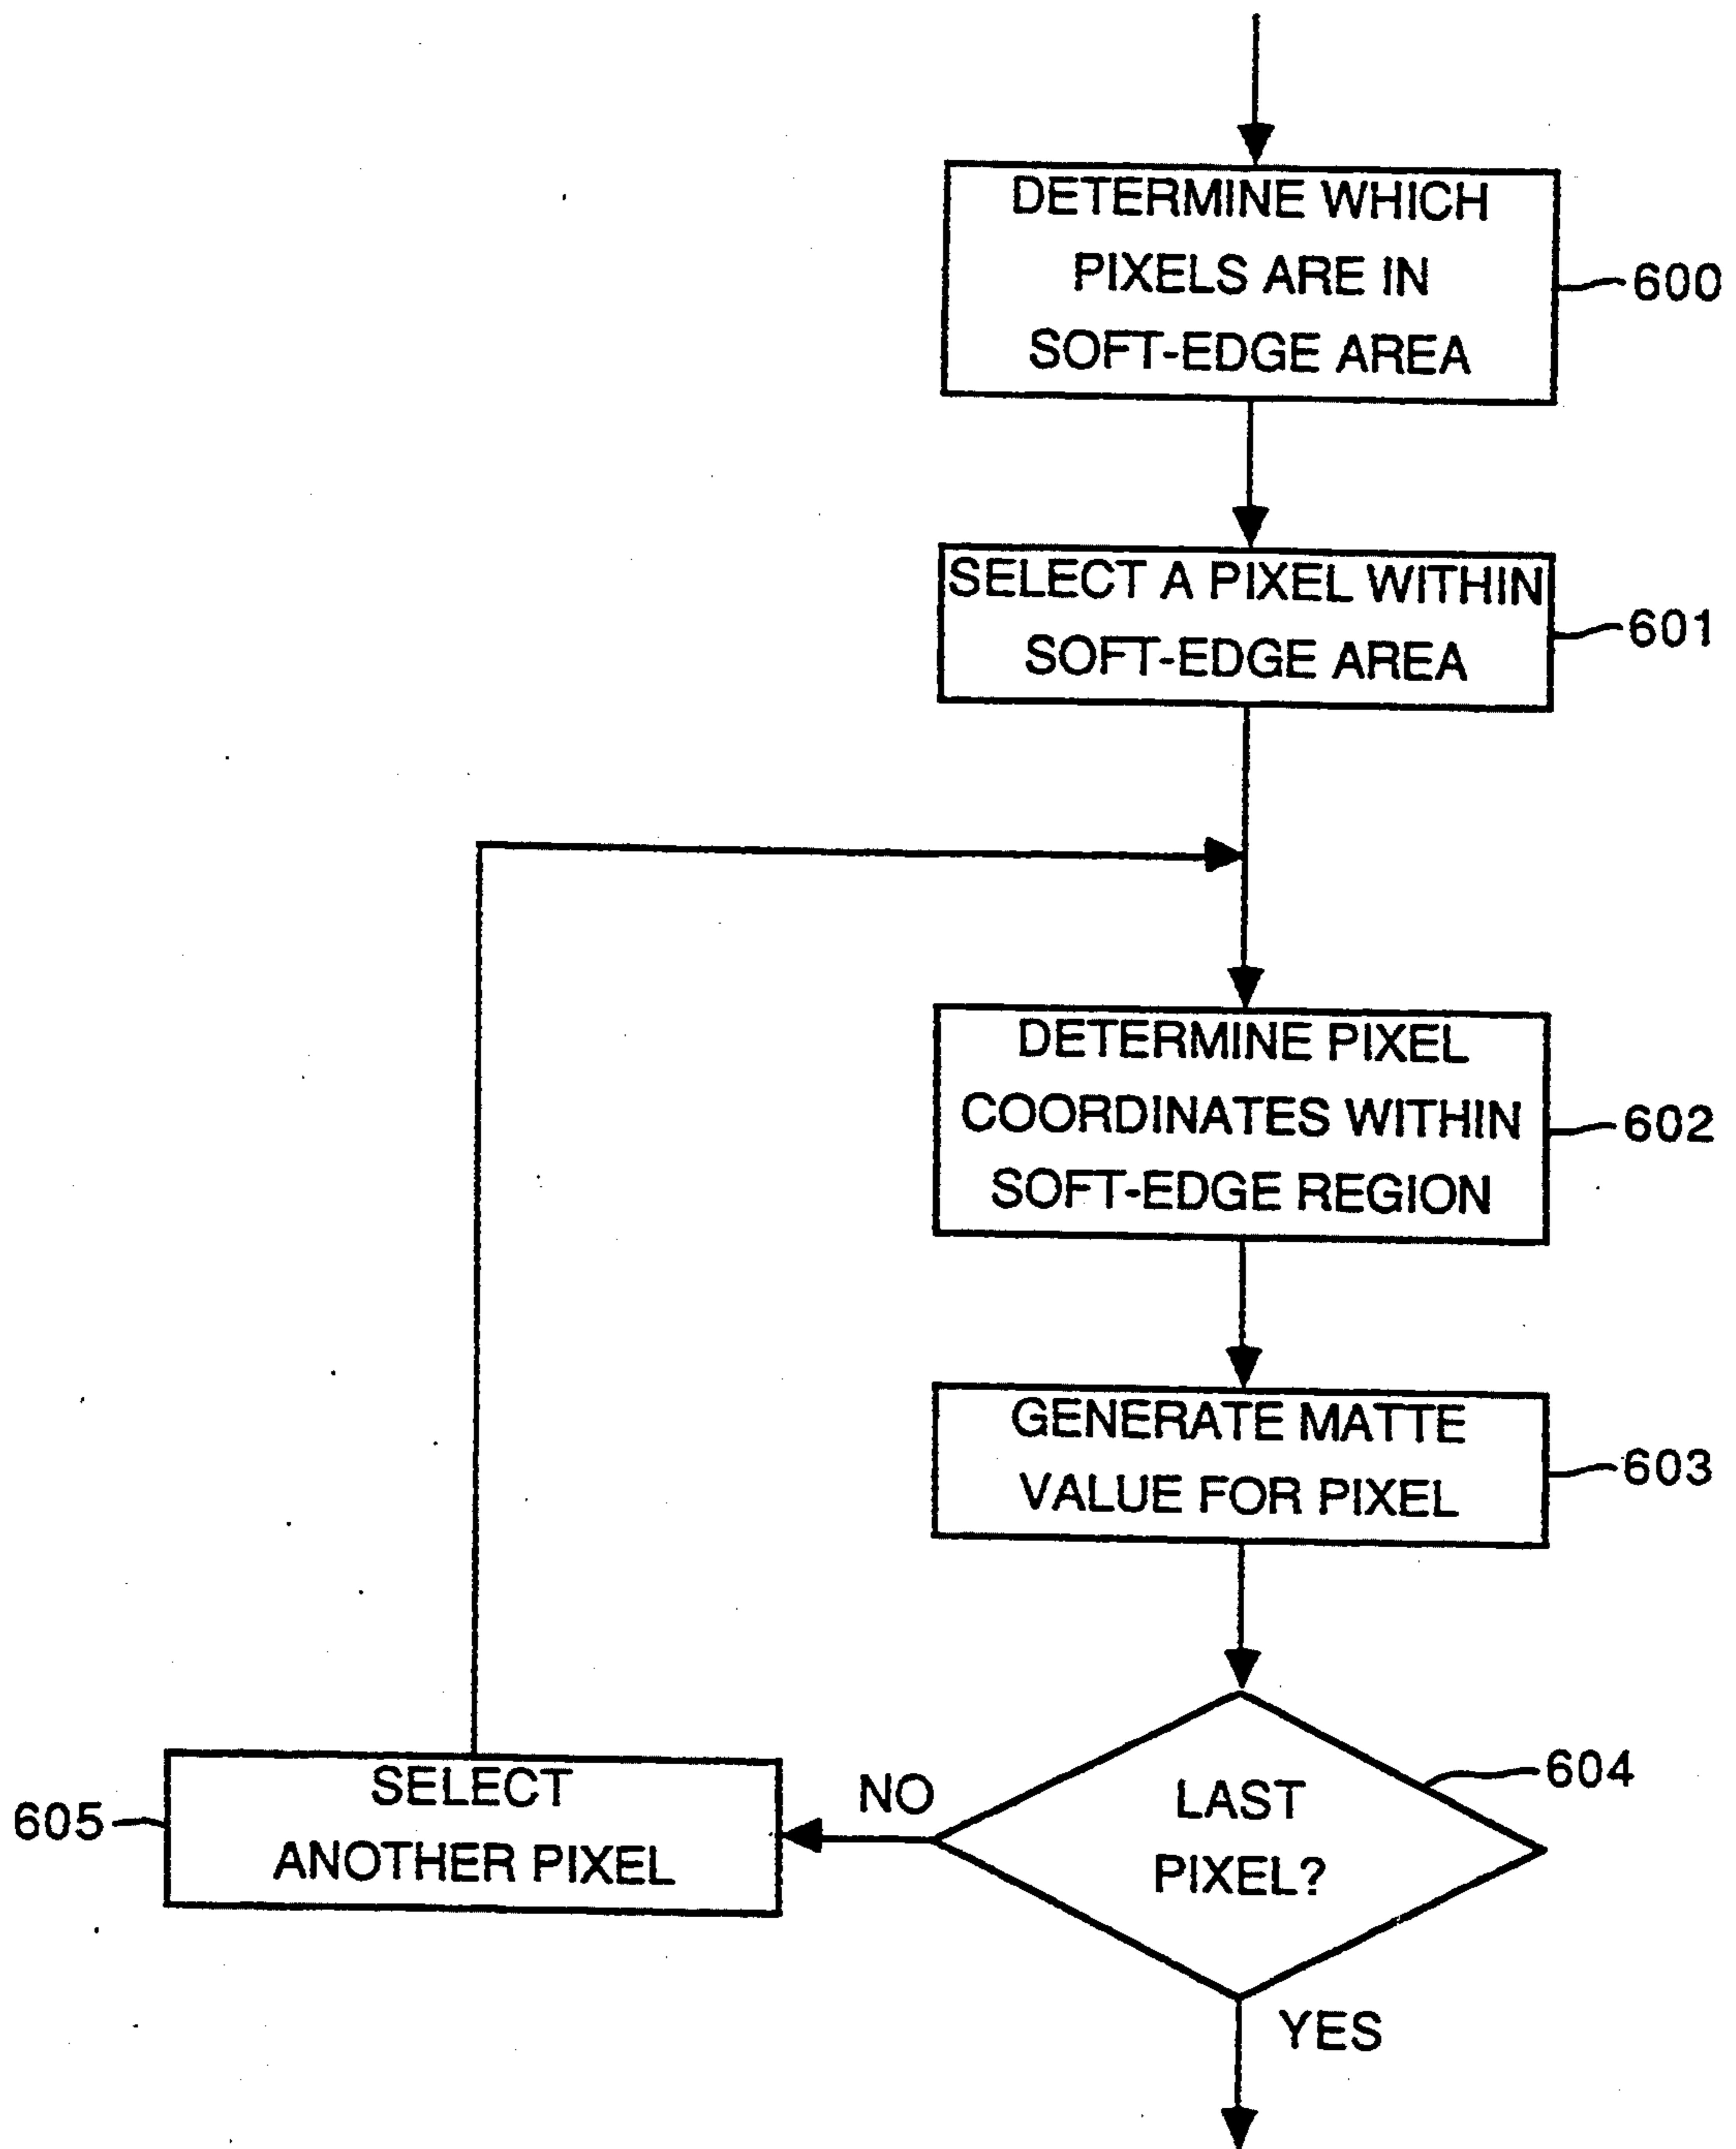 DETERMINE WHICH
PIXELS ARE IN
SOFT-EDGE AREA
600
SELECT A PIXEL WITHIN
SOFT-EDGE AREA
601
DETERMINE PIXEL
COORDINATES WITHIN
SOFT-EDGE REGION
602
GENERATE MATTE
VALUE FOR PIXEL
603
LAST
PIXEL?
604
NO
SELECT
ANOTHER PIXEL
605
YES